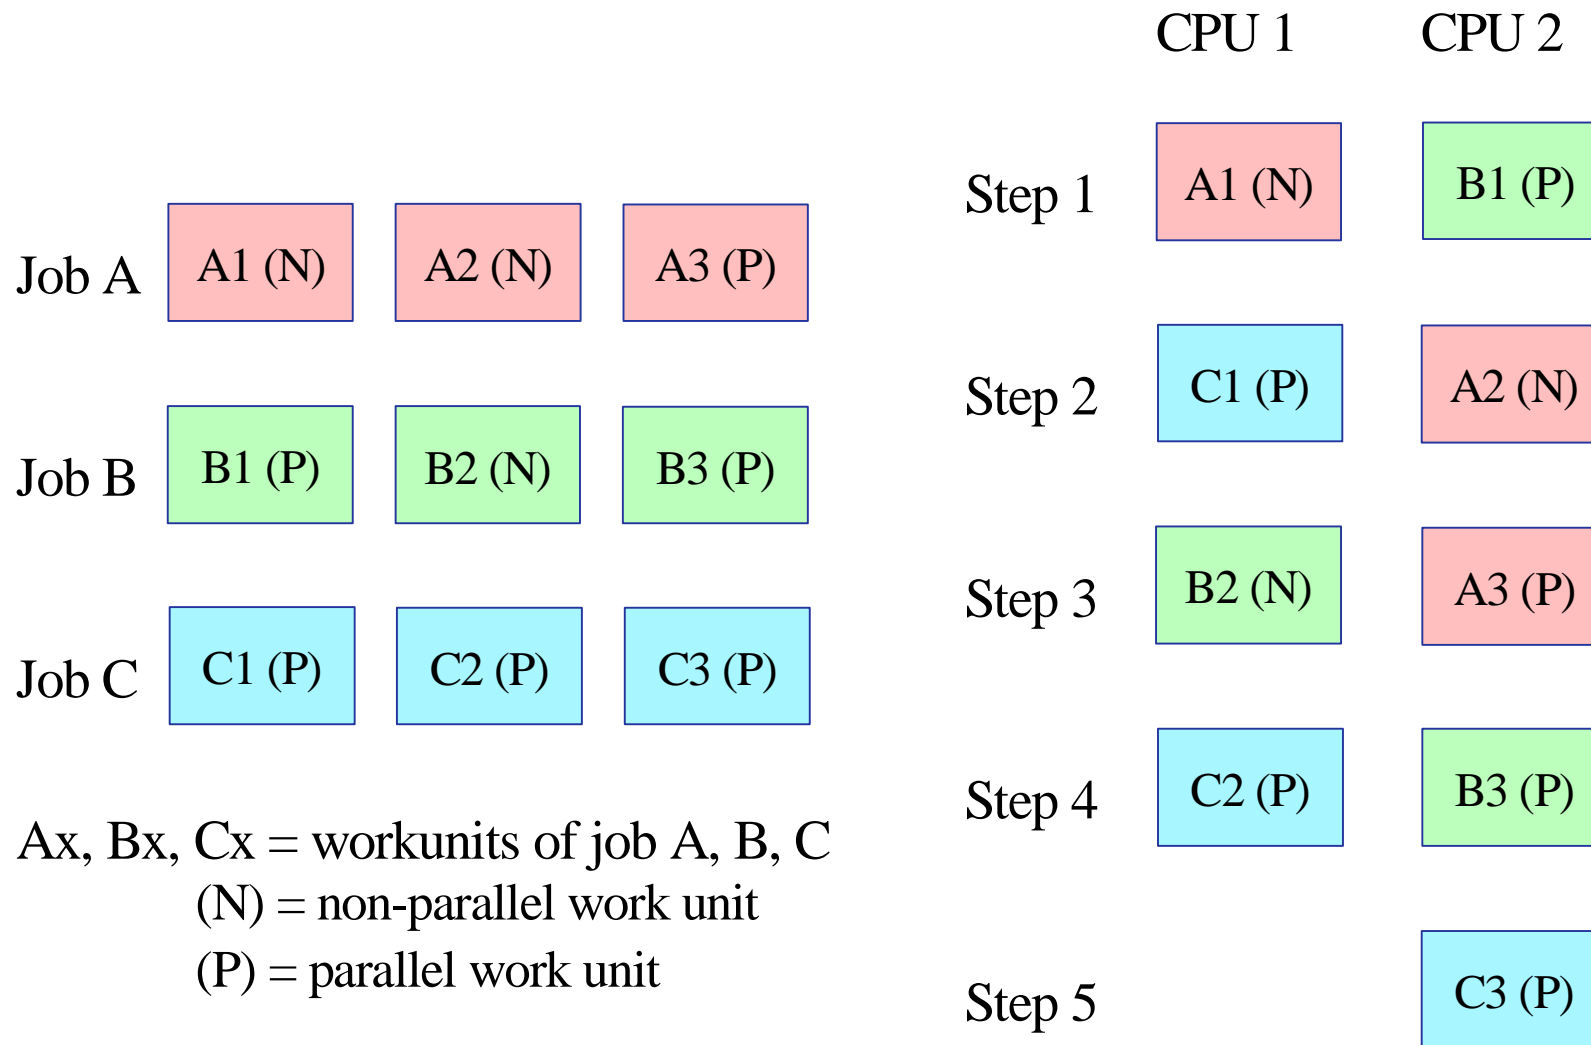 CPU 1 CPU 2
Job A A1 (N) A2 (N) A3 (P)
Job B B1 (P) B2 (N) B3 (P)
Job C C1 (P) C2 (P) C3 (P)
Ax, Bx, Cx = workunits of job A, B, C
(N) = non-parallel work unit
(P) = parallel work unit
Step 1 A1 (N) B1 (P)
Step 2 C1 (P) A2 (N)
Step 3 B2 (N) A3 (P)
Step 4 C2 (P) B3 (P)
Step 5 C3 (P)